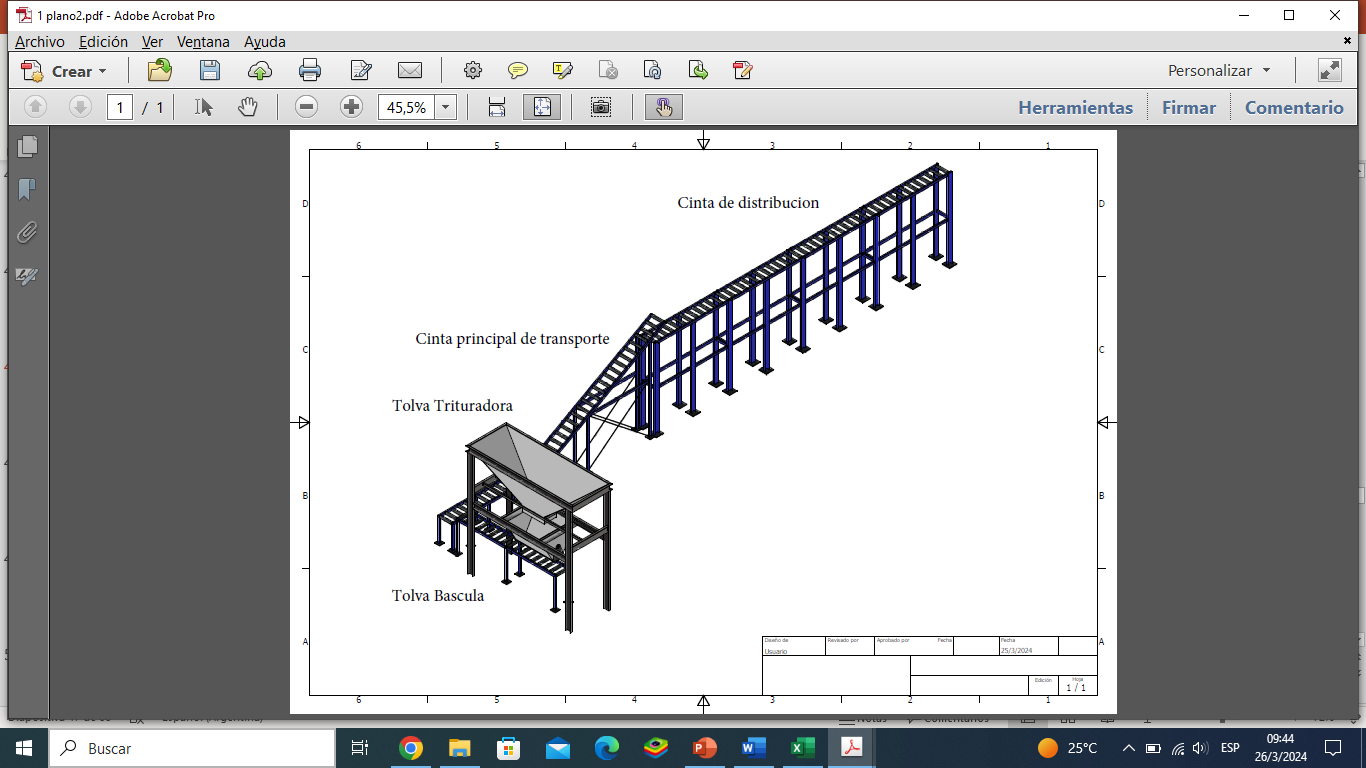 1 plano2.pdf - Adobe Acrobat Pro
Archivo Edición Ver Ventana Ayuda
Crear
Personalizar
1 / 1
45,5%
Herramientas Firmar Comentario
6 5 4 3 2 1
D D
Cinta de distribucion
Cinta principal de transporte
C C
Tolva Trituradora
B B
Tolva Bascula
A A
Diseño de Revisado por Aprobado por Fecha Fecha
Usuario 25/3/2024
Edición Hoja
1 / 1
6 5 4 3 2 1
Buscar
25°C
ESP
09:44
26/3/2024